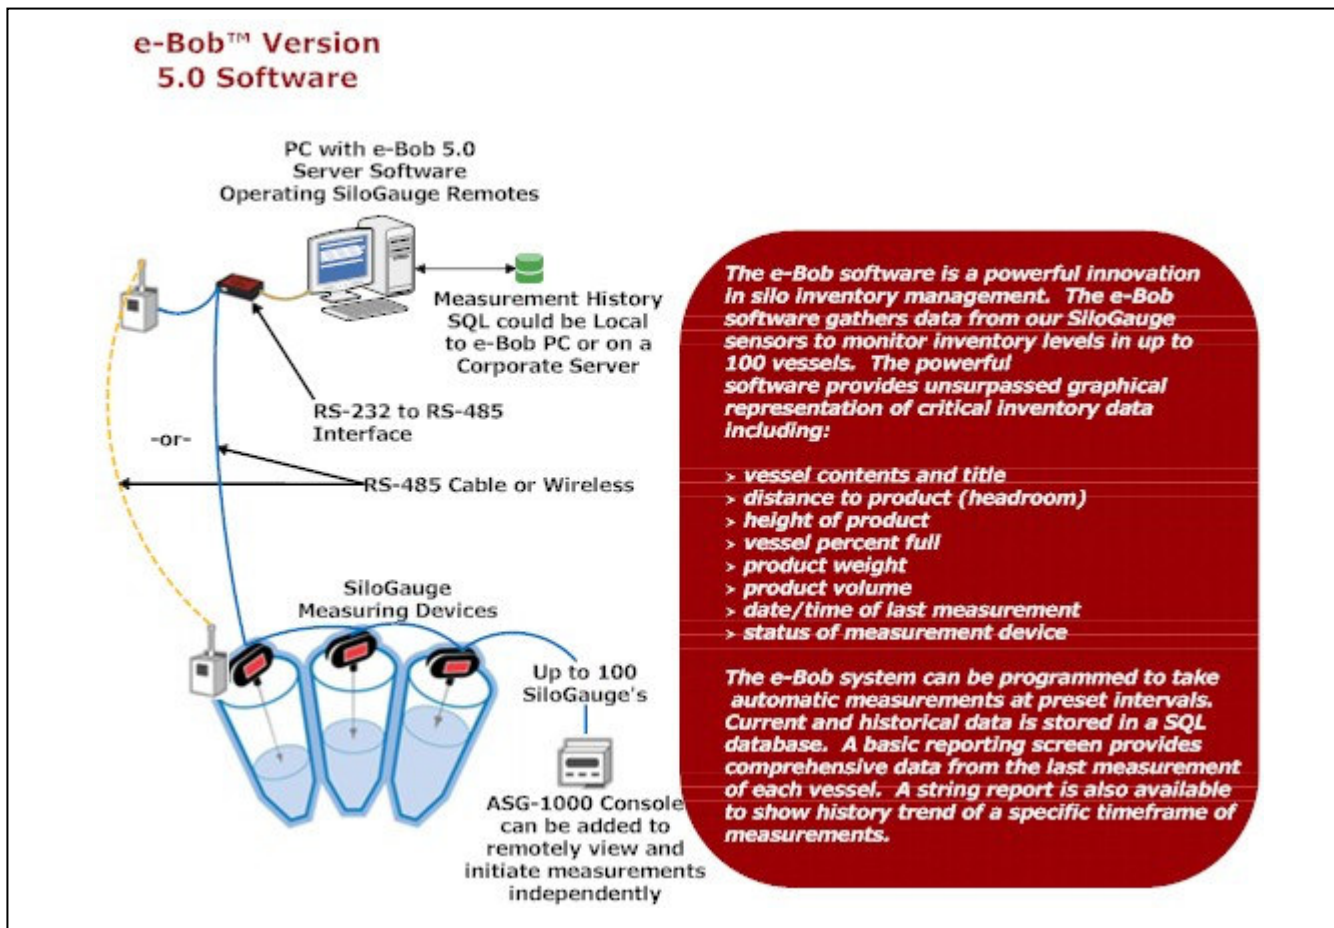 e-Bob™ Version
5.0 Software
PC with e-Bob 5.0
Server Software
Operating SiloGauge Remotes
Measurement History
SQL could be Local
to e-Bob PC or on a
Corporate Server
RS-232 to RS-485
Interface
-or-
RS-485 Cable or Wireless
SiloGauge
Measuring Devices
Up to 100
SiloGauge's
ASG-1000 Console
can be added to
remotely view and
initiate measurements
independently
The e-Bob software is a powerful innovation
in silo inventory management. The e-Bob
software gathers data from our SiloGauge
sensors to monitor inventory levels in up to
100 vessels. The powerful
software provides unsurpassed graphical
representation of critical inventory data
including:
> vessel contents and title
> distance to product (headroom)
> height of product
> vessel percent full
> product weight
> product volume
> date/time of last measurement
> status of measurement device
The e-Bob system can be programmed to take
automatic measurements at preset intervals.
Current and historical data is stored in a SQL
database. A basic reporting screen provides
comprehensive data from the last measurement
of each vessel. A string report is also available
to show history trend of a specific timeframe of
measurements.